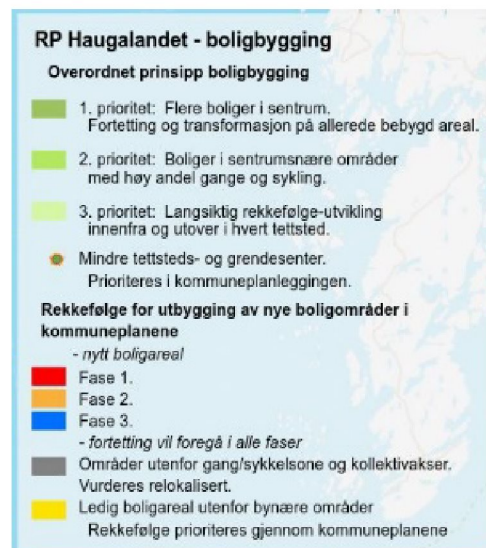 RP Haugalandet - boligbygging
Overordnet prinsipp boligbygging
1. prioritet: Flere boliger i sentrum.
Fortetting og transformasjon på allerede bebygd areal.
2. prioritet: Boliger i sentrumsnære områder
med høy andel gange og sykling.
3. prioritet: Langsiktig rekkefølge-utvikling
innenfra og utover i hvert tettsted.
Mindre tettsteds- og grendesenter.
Prioriteres i kommuneplanleggingen.
Rekkefølge for utbygging av nye boligområder i
kommuneplanene
- nytt boligareal
Fase 1.
Fase 2.
Fase 3.
- fortetting vil foregå i alle faser
Områder utenfor gang/sykkelsone og kollektivakser.
Vurderes relokalisert.
Ledig boligareal utenfor bynære områder
Rekkefølge prioriteres gjennom kommuneplanene